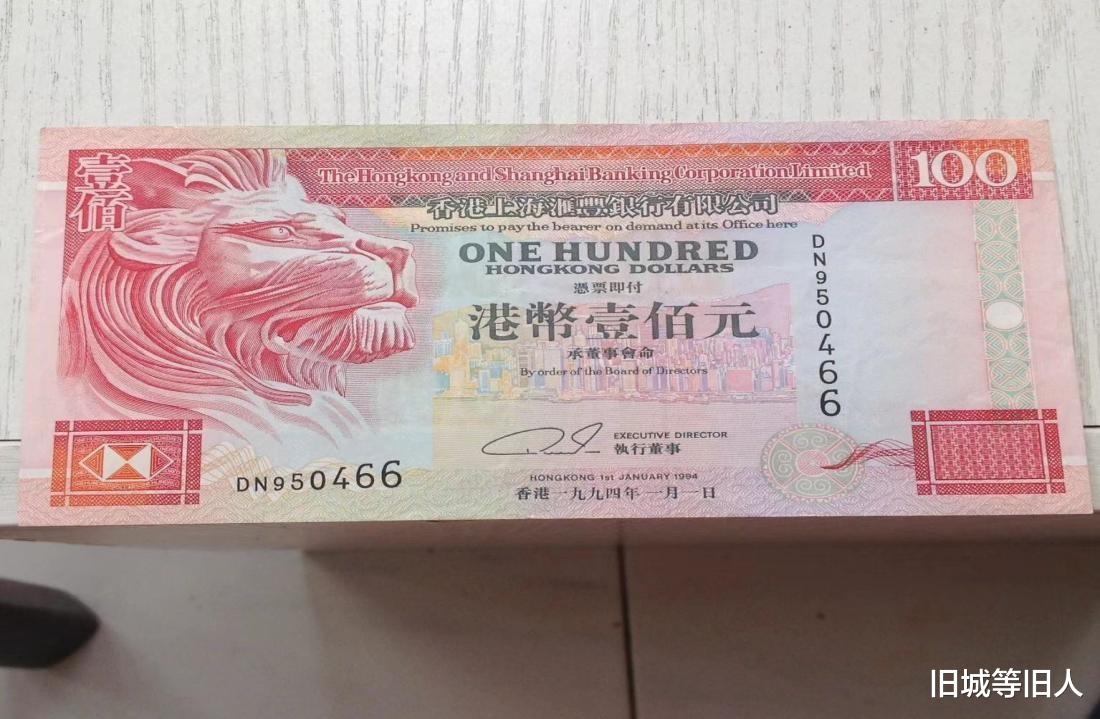 壹佰
The Hongkong and Shanghai Banking Corporation Limited
100
香港上海滙豐銀行有限公司
Promises to pay the bearer on demand at its Office here
ONE HUNDRED
HONGKONG DOLLARS
憑票即付
港幣壹佰元
承董事會命
By order of the Board of Directors
DN950466
EXECUTIVE DIRECTOR
執行董事
DN950466
HONGKONG 1st JANUARY 1994
香港一九九四年一月一日
旧城等旧人